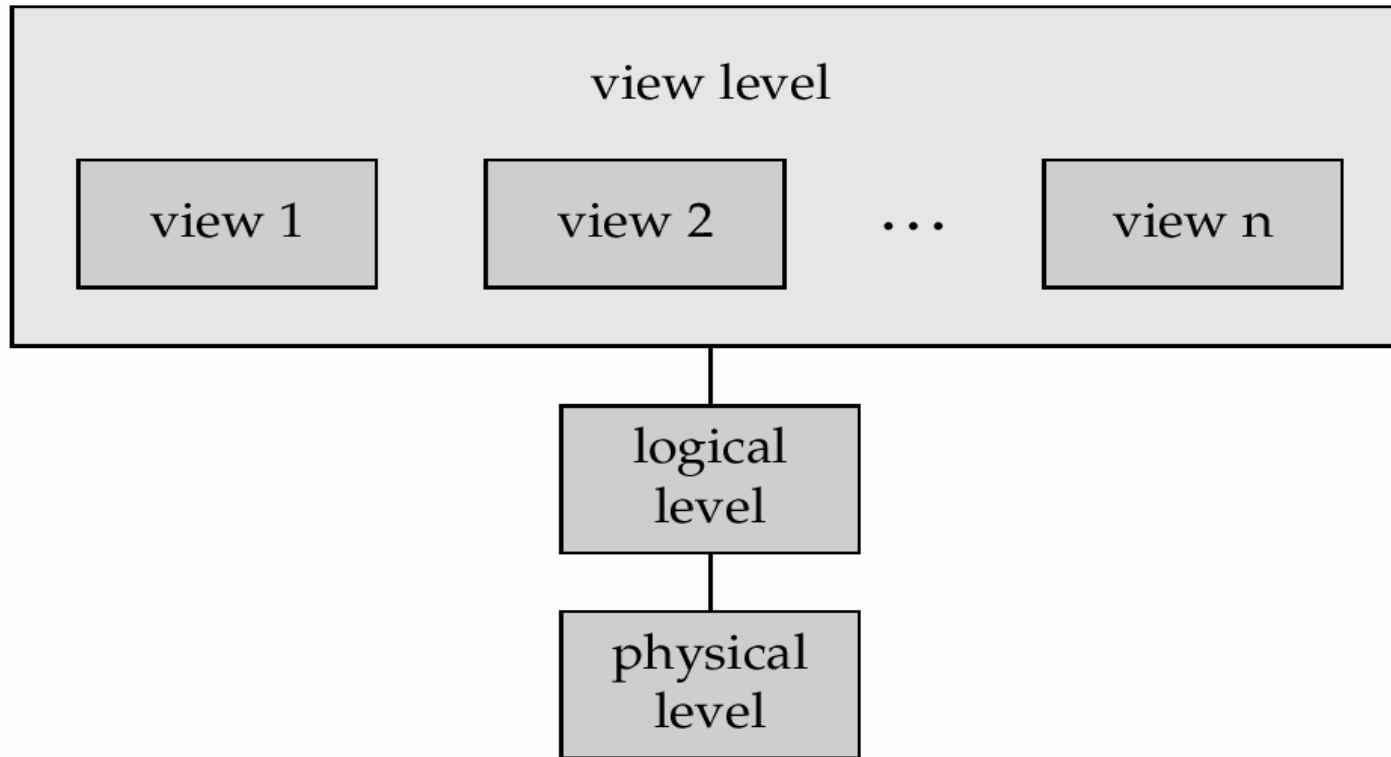 view level
view 1
view 2
...
view n
logical
level
physical
level